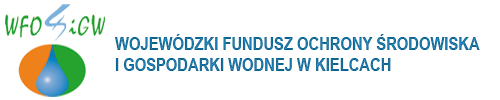 WFOŚiGW
WOJEWÓDZKI FUNDUSZ OCHRONY ŚRODOWISKA
I GOSPODARKI WODNEJ W KIELCACH